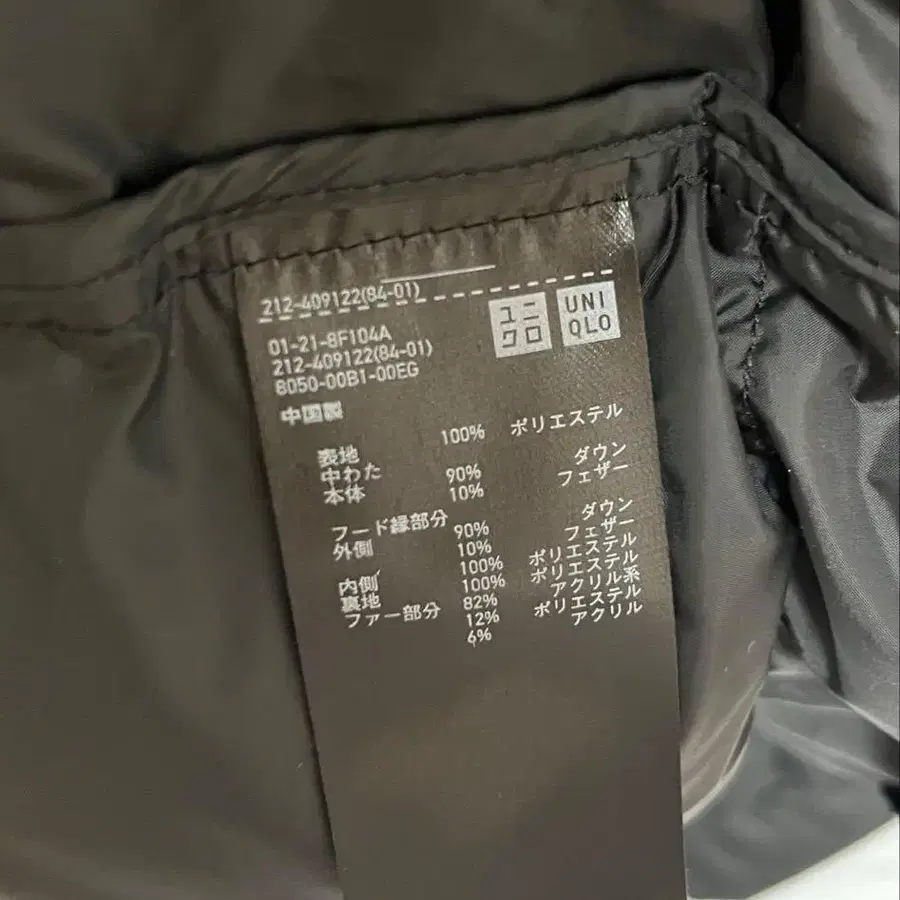 212-409122(84-01)
ユニ
クロ
UNI
QLO
01-21-8F104A
212-409122(84-01)
8050-00B1-00EG
中国製
表地 100% ポリエステル
中わた
本体 90% ダウン
10% フェザー
フード縁部分
外側 90% ダウン
10% フェザー
内側 100% ポリエステル
裏地 100% ポリエステル
ファー部分 82% アクリル系
12% ポリエステル
6% アクリル